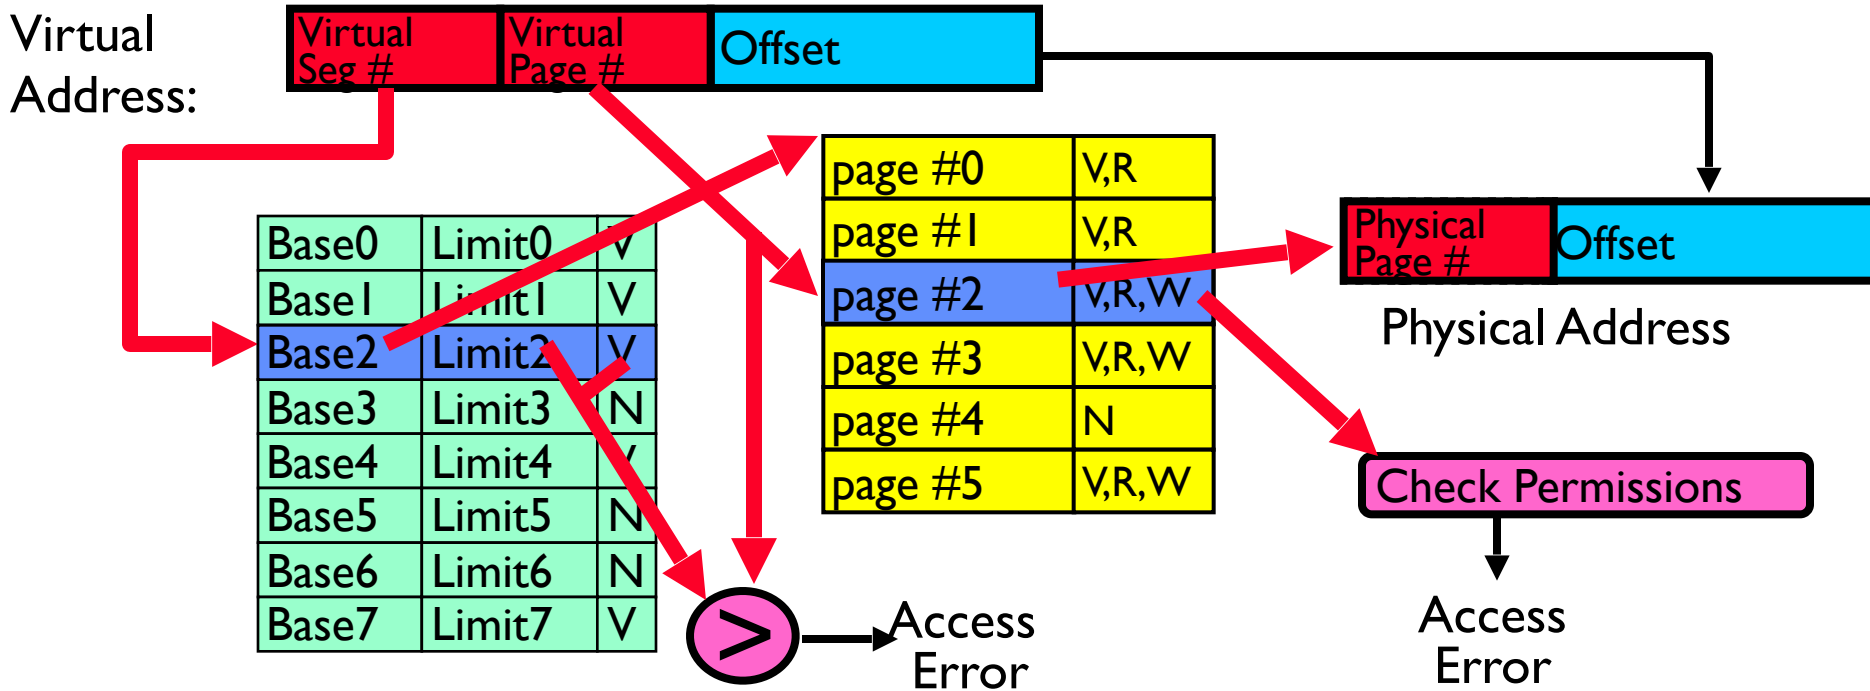 Virtual
Address:
Virtual
Seg #
Virtual
Page #
Offset
Base0 Limit0 V
Base1 Limit1 V
Base2 Limit2 V
Base3 Limit3 N
Base4 Limit4 V
Base5 Limit5 N
Base6 Limit6 N
Base7 Limit7 V
page #0 V,R
page #1 V,R
page #2 V,R,W
page #3 V,R,W
page #4 N
page #5 V,R,W
Physical
Page #
Offset
Physical Address
Check Permissions
>
Access
Error
Access
Error